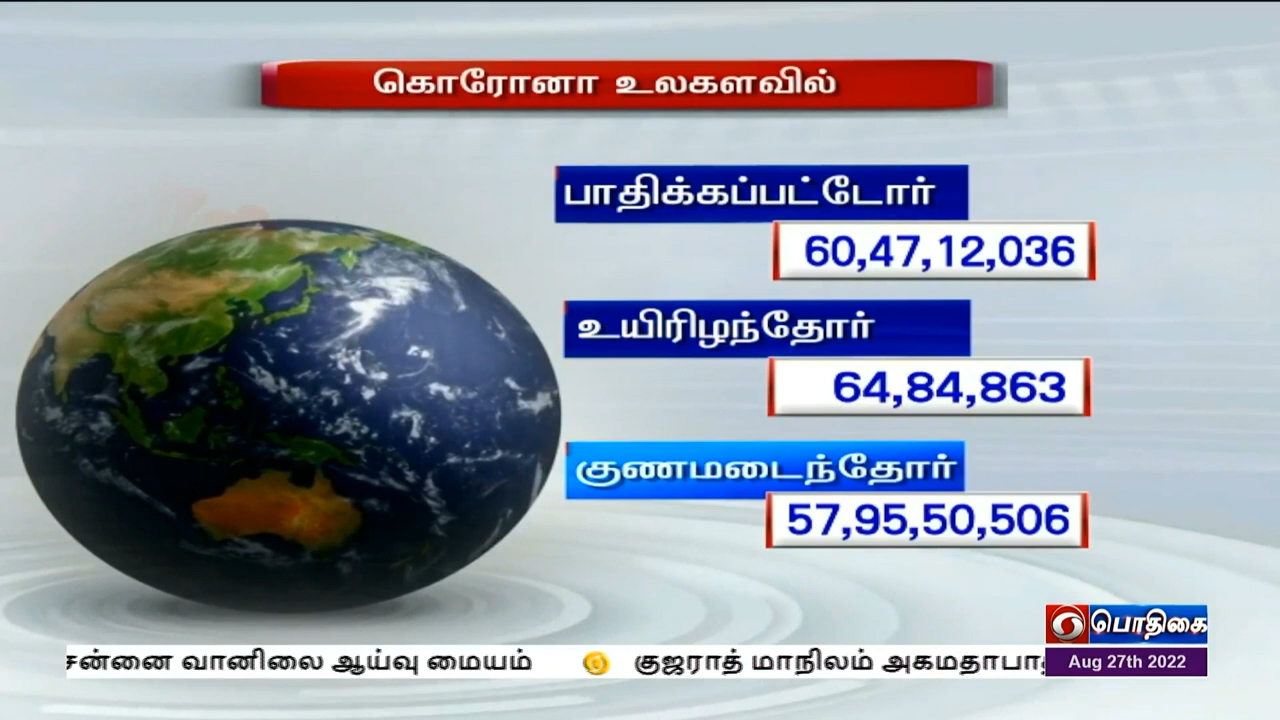 கொரோனா உலகளவில்
பாதிக்கப்பட்டோர்
60,47,12,036
உயிரிழந்தோர்
64,84,863
குணமடைந்தோர்
57,95,50,506
பொதிகை
வானிலை ஆய்வு மையம் குஜராத் மாநிலம்
Aug 27th 2022